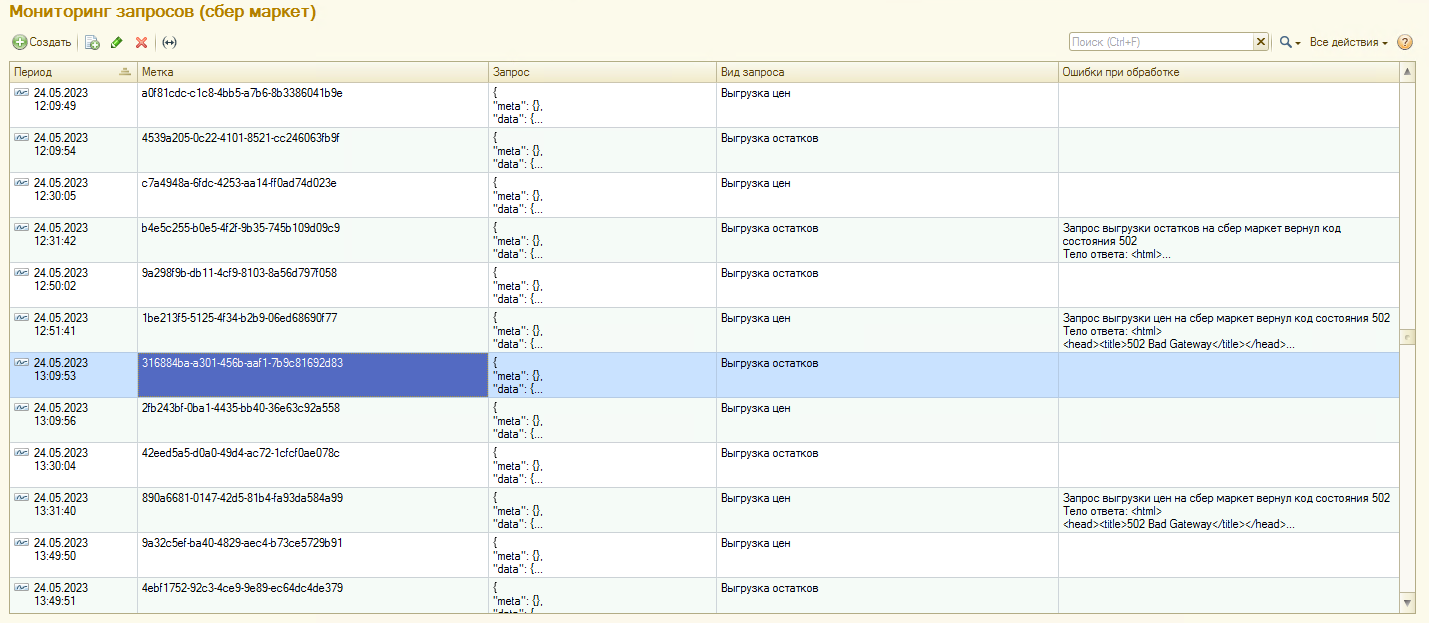 Мониторинг запросов (сбер маркет)
Создать
Поиск (Ctrl+F)
Все действия
Период Метка Запрос Вид запроса Ошибки при обработке
24.05.2023 a0f81cdc-c1c8-4bb5-a7b6-8b3386041b9e { Выгрузка цен
12:09:49 "meta": {},
"data": {...
24.05.2023 4539a205-0c22-4101-8521-cc246063fb9f { Выгрузка остатков
12:09:54 "meta": {},
"data": {...
24.05.2023 c7a4948a-6fdc-4253-aa14-ff0ad74d023e { Выгрузка цен
12:30:05 "meta": {},
"data": {...
24.05.2023 b4e5c255-b0e5-4f2f-9b35-745b109d09c9 { Выгрузка остатков Запрос выгрузки остатков на сбер маркет вернул код
12:31:42 "meta": {}, состояния 502
"data": {... Тело ответа: <html>...
24.05.2023 9a298f9b-db11-4cf9-8103-8a56d797f058 { Выгрузка остатков
12:50:02 "meta": {},
"data": {...
24.05.2023 1be213f5-5125-4f34-b2b9-06ed68690f77 { Выгрузка цен Запрос выгрузки цен на сбер маркет вернул код состояния 502
12:51:41 "meta": {}, Тело ответа: <html>
"data": {... <head><title>502 Bad Gateway</title></head>...
24.05.2023 316884ba-a301-456b-aaf1-7b9c81692d83 { Выгрузка остатков
13:09:53 "meta": {},
"data": {...
24.05.2023 2fb243bf-0ba1-4435-bb40-36e63c92a558 { Выгрузка цен
13:09:56 "meta": {},
"data": {...
24.05.2023 42eed5a5-d0a0-49d4-ac72-1cfcf0ae078c { Выгрузка остатков
13:30:04 "meta": {},
"data": {...
24.05.2023 890a6681-0147-42d5-81b4-fa93da584a99 { Выгрузка цен Запрос выгрузки цен на сбер маркет вернул код состояния 502
13:31:40 "meta": {}, Тело ответа: <html>
"data": {... <head><title>502 Bad Gateway</title></head>...
24.05.2023 9a32c5ef-ba40-4829-aec4-b73ce5729b91 { Выгрузка цен
13:49:50 "meta": {},
"data": {...
24.05.2023 4ebf1752-92c3-4ce9-9e89-ec64dc4de379 { Выгрузка остатков
13:49:51 "meta": {},